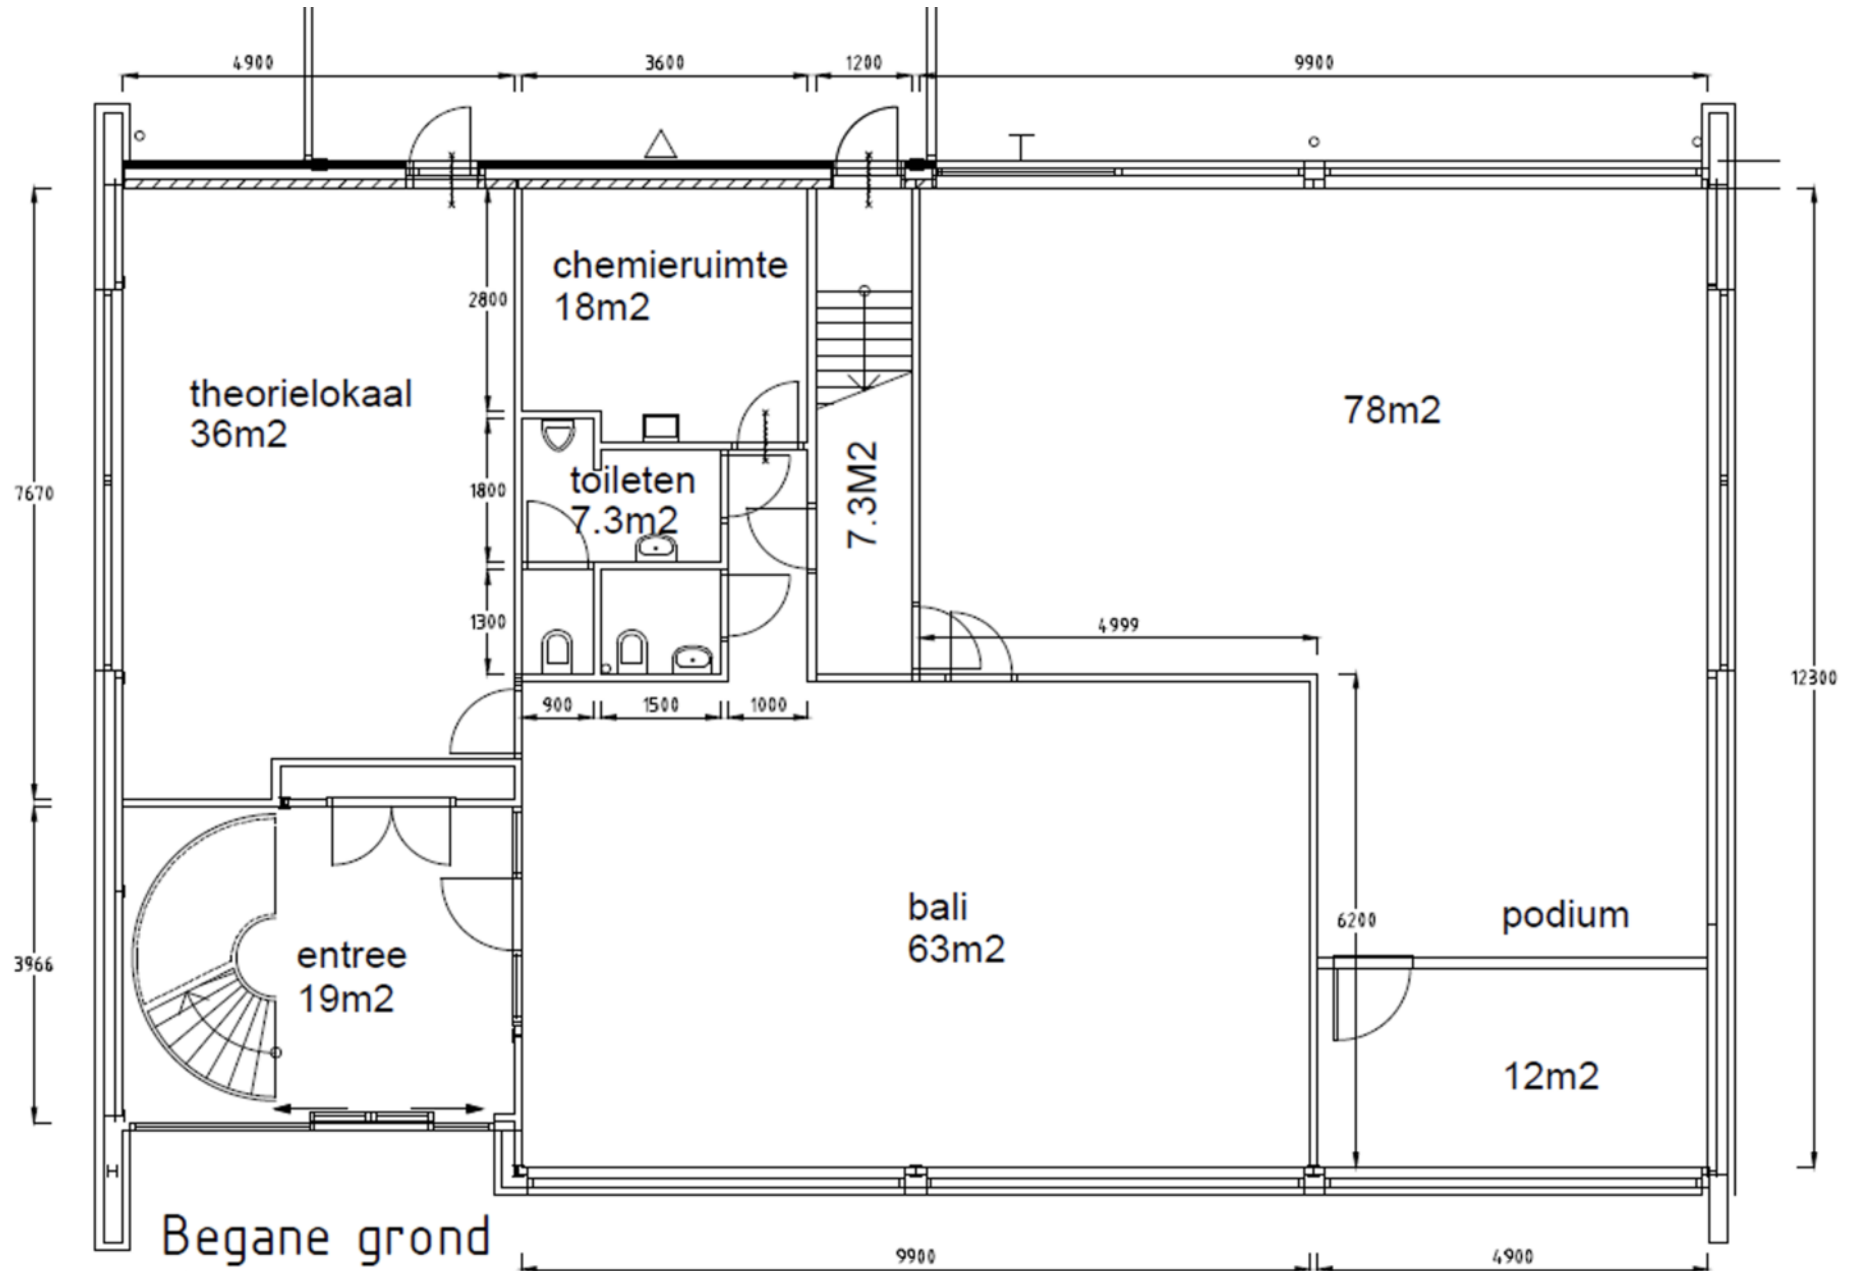 4900
3600
1200
9900
chemieruimte
18m2
2800
theorielokaal
36m2
78m2
7670
1800
toileten
7.3m2
7.3M2
1300
4999
12300
900
1500
1000
bali
63m2
6200
podium
3966
entree
19m2
12m2
Begane grond
9900
4900